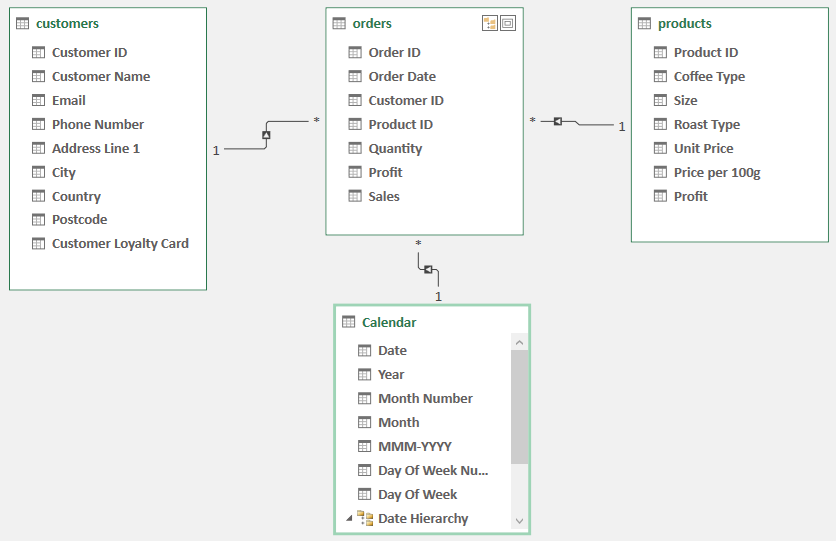 customers
Customer ID
Customer Name
Email
Phone Number
Address Line 1
City
Country
Postcode
Customer Loyalty Card
1
*
orders
Order ID
Order Date
Customer ID
Product ID
Quantity
Profit
Sales
*
1
products
Product ID
Coffee Type
Size
Roast Type
Unit Price
Price per 100g
Profit
*
1
Calendar
Date
Year
Month Number
Month
MMM-YYYY
Day Of Week Nu...
Day Of Week
Date Hierarchy